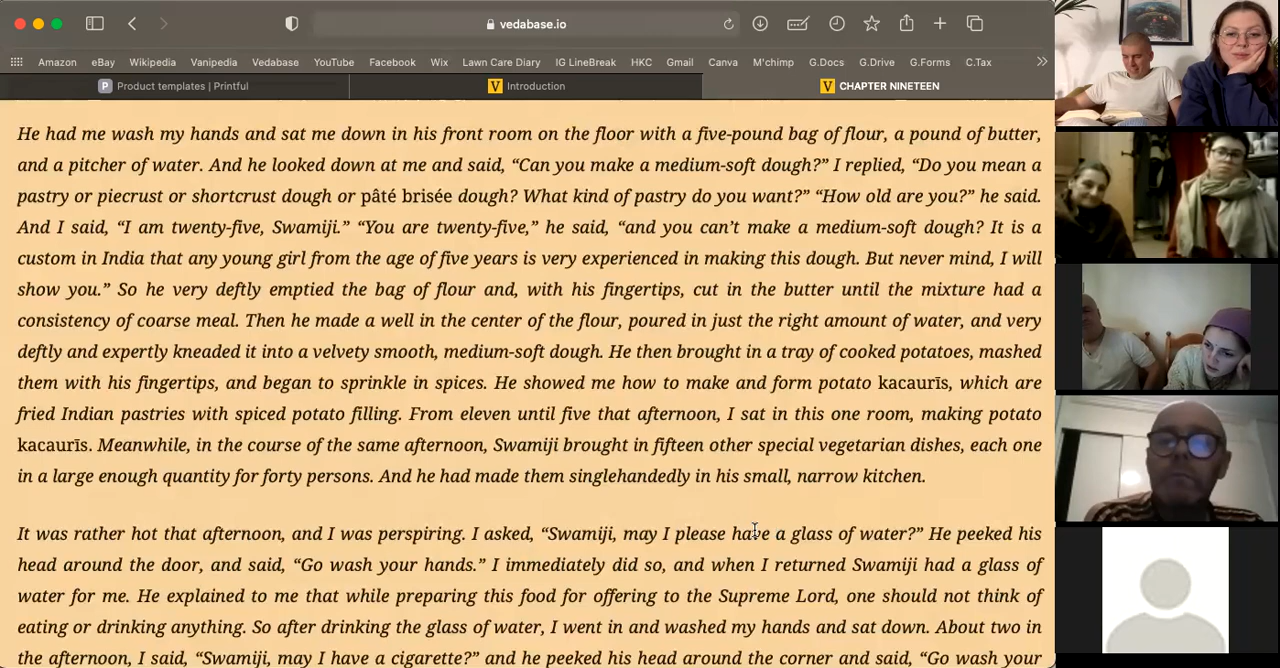 vedabase.io
Amazon eBay Wikipedia Vanipedia Vedabase YouTube Facebook Wix Lawn Care Diary IG LineBreak HKC Gmail Canva M'chimp G.Docs G.Drive G.Forms C.Tax
P Product templates | Printful V Introduction V CHAPTER NINETEEN
He had me wash my hands and sat me down in his front room on the floor with a five-pound bag of flour, a pound of butter,
and a pitcher of water. And he looked down at me and said, “Can you make a medium-soft dough?” I replied, “Do you mean a
pastry or piecrust or shortcrust dough or pâté brisée dough? What kind of pastry do you want?” “How old are you?” he said.
And I said, “I am twenty-five, Swamiji.” “You are twenty-five,” he said, “and you can’t make a medium-soft dough? It is a
custom in India that any young girl from the age of five years is very experienced in making this dough. But never mind, I will
show you.” So he very deftly emptied the bag of flour and, with his fingertips, cut in the butter until the mixture had a
consistency of coarse meal. Then he made a well in the center of the flour, poured in just the right amount of water, and very
deftly and expertly kneaded it into a velvety smooth, medium-soft dough. He then brought in a tray of cooked potatoes, mashed
them with his fingertips, and began to sprinkle in spices. He showed me how to make and form potato kacaurīs, which are
fried Indian pastries with spiced potato filling. From eleven until five that afternoon, I sat in this one room, making potato
kacaurīs. Meanwhile, in the course of the same afternoon, Swamiji brought in fifteen other special vegetarian dishes, each one
in a large enough quantity for forty persons. And he had made them singlehandedly in his small, narrow kitchen.
It was rather hot that afternoon, and I was perspiring. I asked, “Swamiji, may I please have a glass of water?” He peeked his
head around the door, and said, “Go wash your hands.” I immediately did so, and when I returned Swamiji had a glass of
water for me. He explained to me that while preparing this food for offering to the Supreme Lord, one should not think of
eating or drinking anything. So after drinking the glass of water, I went in and washed my hands and sat down. About two in
the afternoon, I said, “Swamiji, may I have a cigarette?” and he peeked his head around the corner and said, “Go wash your